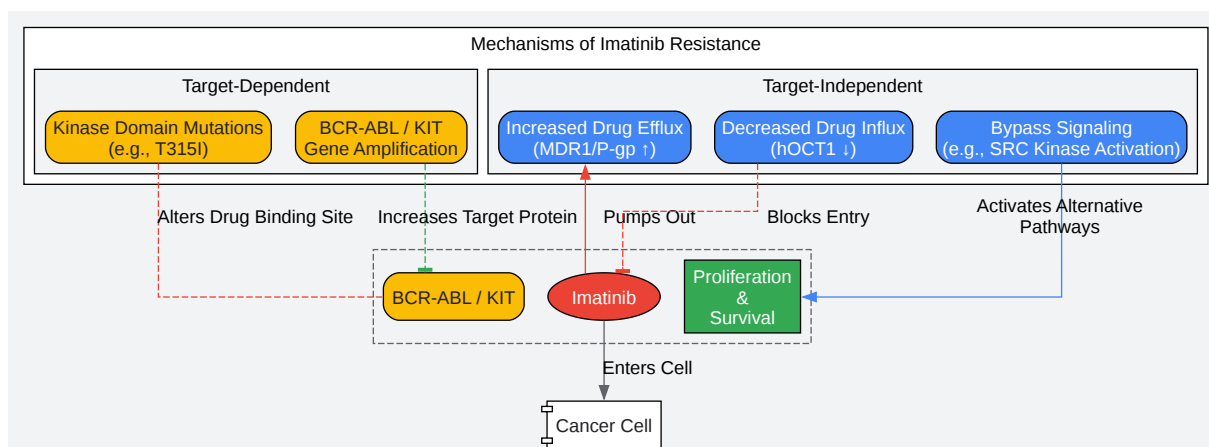 Mechanisms of Imatinib Resistance
Target-Dependent
Target-Independent
Kinase Domain Mutations
(e.g., T315I)
BCR-ABL / KIT
Gene Amplification
Increased Drug Efflux
(MDR1/P-gp ↑)
Decreased Drug Influx
(hOCT1 ↓)
Bypass Signaling
(e.g., SRC Kinase Activation)
Alters Drug Binding Site
Increases Target Protein
Pumps Out
Blocks Entry
Activates Alternative
Pathways
BCR-ABL / KIT
Imatinib
Proliferation
&
Survival
Enters Cell
Cancer Cell